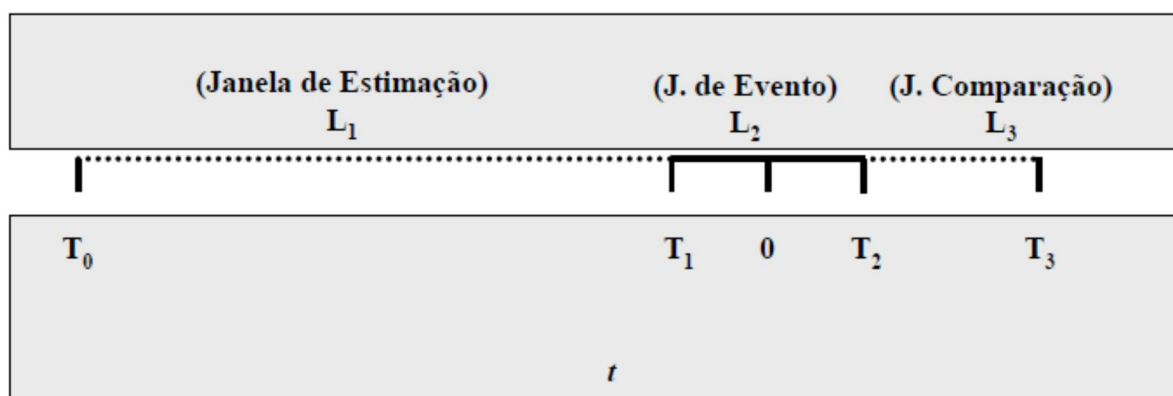 (Janela de Estimação) (J. de Evento) (J. Comparação)
L₁ L₂ L₃
T₀ T₁ 0 T₂ T₃
t